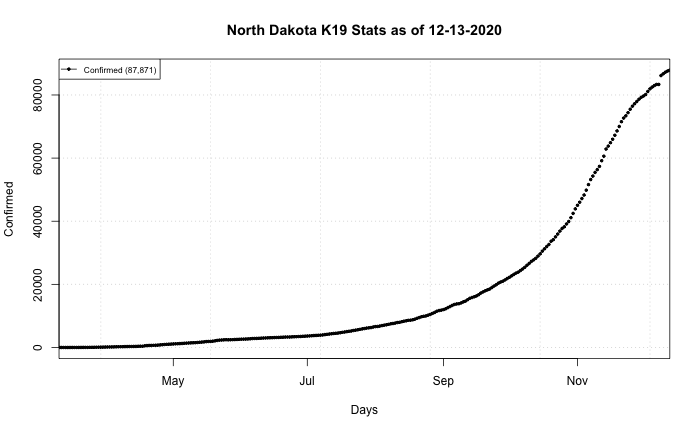 North Dakota K19 Stats as of 12-13-2020
Confirmed (87,871)
Confirmed
80000
60000
40000
20000
0
May Jul Sep Nov
Days